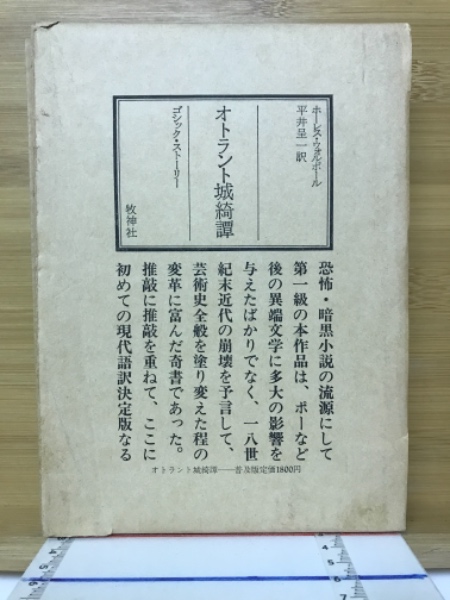 ホーレス・ウォルポール
平井呈一訳
オトラント城綺譚
ゴシック・ストーリー
牧神社
恐怖・暗黒小説の流源にして
第一級の本作品は、ポーなど
後の異端文学に多大の影響を
与えたばかりでなく、一八世
紀末近代の崩壊を予言して、
芸術史全般を塗り変えた程の
変革に富んだ奇書であった。
推敲に推敲を重ねて、ここに
初めての現代語訳決定版なる
オトラント城綺譚——普及版定価1800円
4
5
6
4
5
6
7